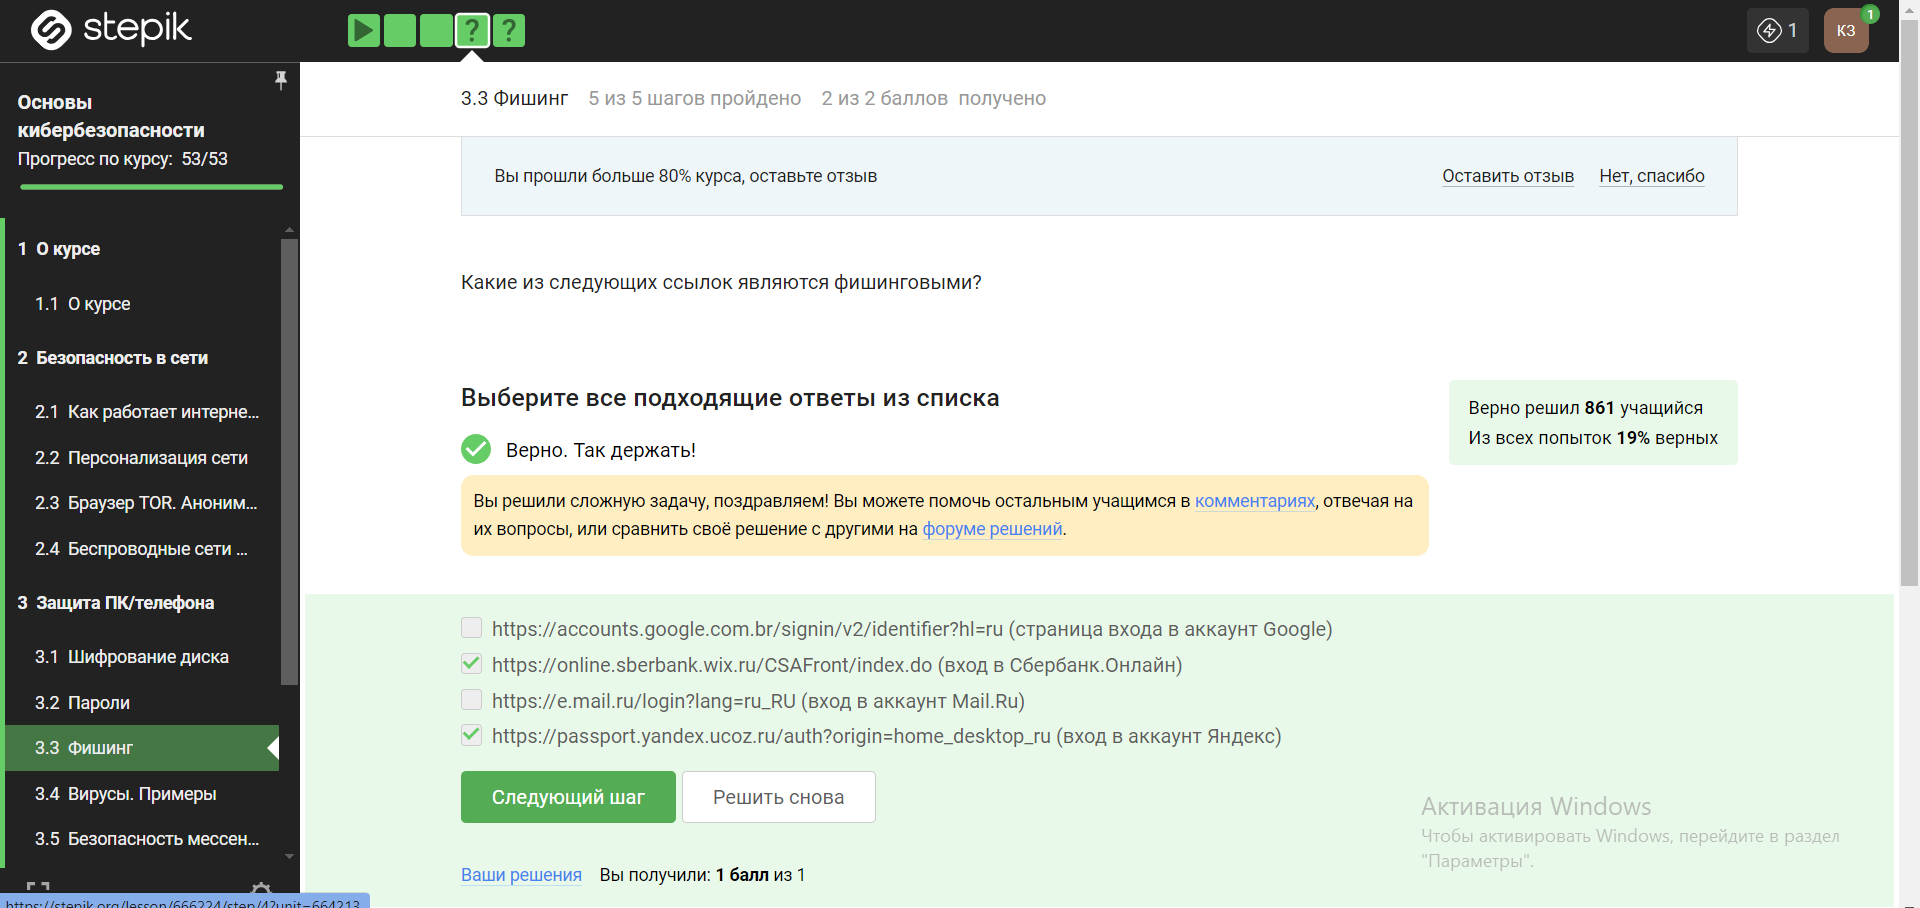 stepik
? ?
1
КЗ
1
Основы
кибербезопасности
Прогресс по курсу: 53/53
1 О курсе
1.1 О курсе
2 Безопасность в сети
2.1 Как работает интерне...
2.2 Персонализация сети
2.3 Браузер TOR. Аноним...
2.4 Беспроводные сети ...
3 Защита ПК/телефона
3.1 Шифрование диска
3.2 Пароли
3.3 Фишинг
3.4 Вирусы. Примеры
3.5 Безопасность мессен...
https://stepik.org/lesson/666224/step/4?unit=664213
3.3 Фишинг 5 из 5 шагов пройдено 2 из 2 баллов получено
Вы прошли больше 80% курса, оставьте отзыв
Оставить отзыв Нет, спасибо
Какие из следующих ссылок являются фишинговыми?
Выберите все подходящие ответы из списка
Верно. Так держать!
Верно решил 861 учащийся
Из всех попыток 19% верных
Вы решили сложную задачу, поздравляем! Вы можете помочь остальным учащимся в комментариях, отвечая на
их вопросы, или сравнить своё решение с другими на форуме решений.
https://accounts.google.com.br/signin/v2/identifier?hl=ru (страница входа в аккаунт Google)
https://online.sberbank.wix.ru/CSAFront/index.do (вход в Сбербанк.Онлайн)
https://e.mail.ru/login?lang=ru_RU (вход в аккаунт Mail.Ru)
https://passport.yandex.ucoz.ru/auth?origin=home_desktop_ru (вход в аккаунт Яндекс)
Следующий шаг Решить снова
Ваши решения Вы получили: 1 балл из 1
Активация Windows
Чтобы активировать Windows, перейдите в раздел
"Параметры".